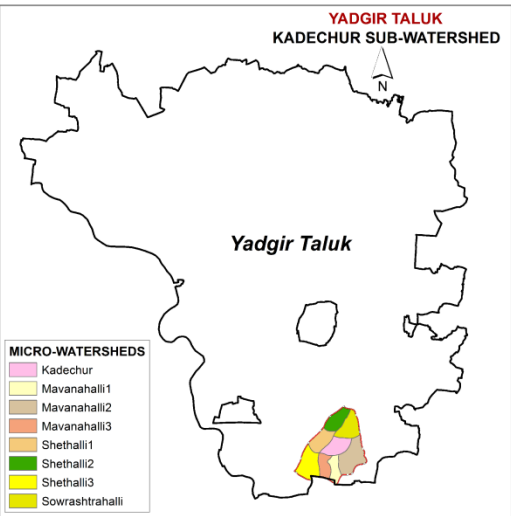 YADGIR TALUK
KADECHUR SUB-WATERSHED
N
Yadgir Taluk
MICRO-WATERSHEDS
Kadechur
Mavanahalli1
Mavanahalli2
Mavanahalli3
Shethalli1
Shethalli2
Shethalli3
Sowrashtrahalli